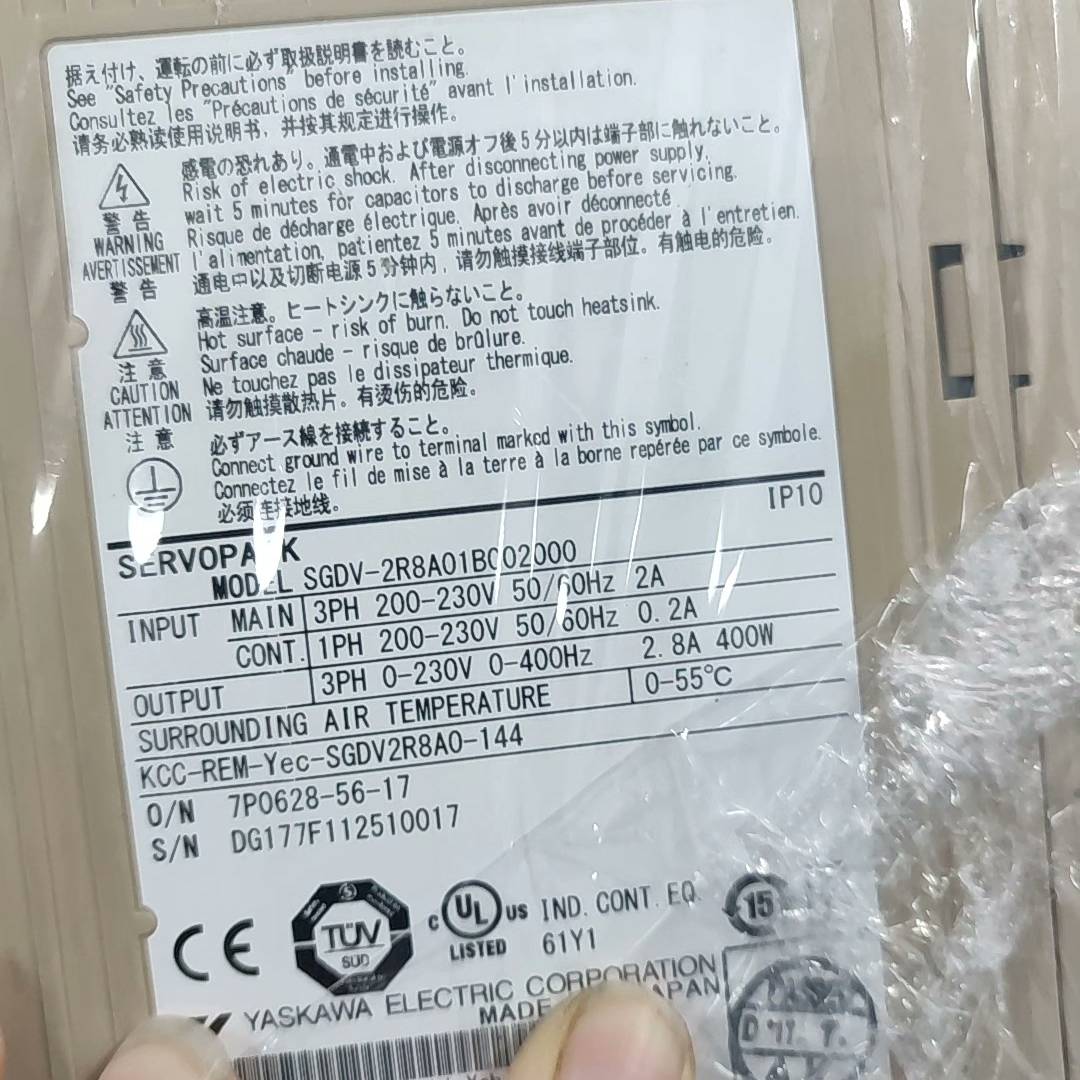 据え付け、運転の前に必ず取扱説明書を読むこと。
See "Safety Precautions" before installing.
Consultez les "Précautions de sécurité" avant l'installation.
请务必熟读使用说明书，并按其规定进行操作。
感電の恐れあり。通電中および電源オフ後5分以内は端子部に触れないこと。
Risk of electric shock. After disconnecting power supply,
wait 5 minutes for capacitors to discharge before servicing.
Risque de décharge électrique. Après avoir déconnecté
l'alimentation, patientez 5 minutes avant de procéder à l'entretien.
通电中以及切断电源5分钟内，请勿触摸接线端子部位。有触电的危险。
警告
WARNING
AVERTISSEMENT
警告
高温注意。ヒートシンクに触らないこと。
Hot surface - risk of burn. Do not touch heatsink.
Surface chaude - risque de brûlure.
Ne touchez pas le dissipateur thermique.
请勿触摸散热片。有烫伤的危险。
注意
CAUTION
ATTENTION
注意
必ずアース線を接続すること。
Connect ground wire to terminal marked with this symbol.
Connectez le fil de mise à la terre à la borne repérée par ce symbole.
必须连接地线。
IP10
SERVOPACK
MODEL SGDV-2R8A01B002000
INPUT MAIN 3PH 200-230V 50/60Hz 2A
CONT. 1PH 200-230V 50/60Hz 0.2A
OUTPUT 3PH 0-230V 0-400Hz 2.8A 400W
SURROUNDING AIR TEMPERATURE 0-55℃
KCC-REM-Yec-SGDV2R8A0-144
O/N 7P0628-56-17
S/N DG177F112510017
CE
TÜV
SÜD
c UL US IND. CONT. EQ.
LISTED 61Y1
15
YASKAWA ELECTRIC CORPORATION
MADE